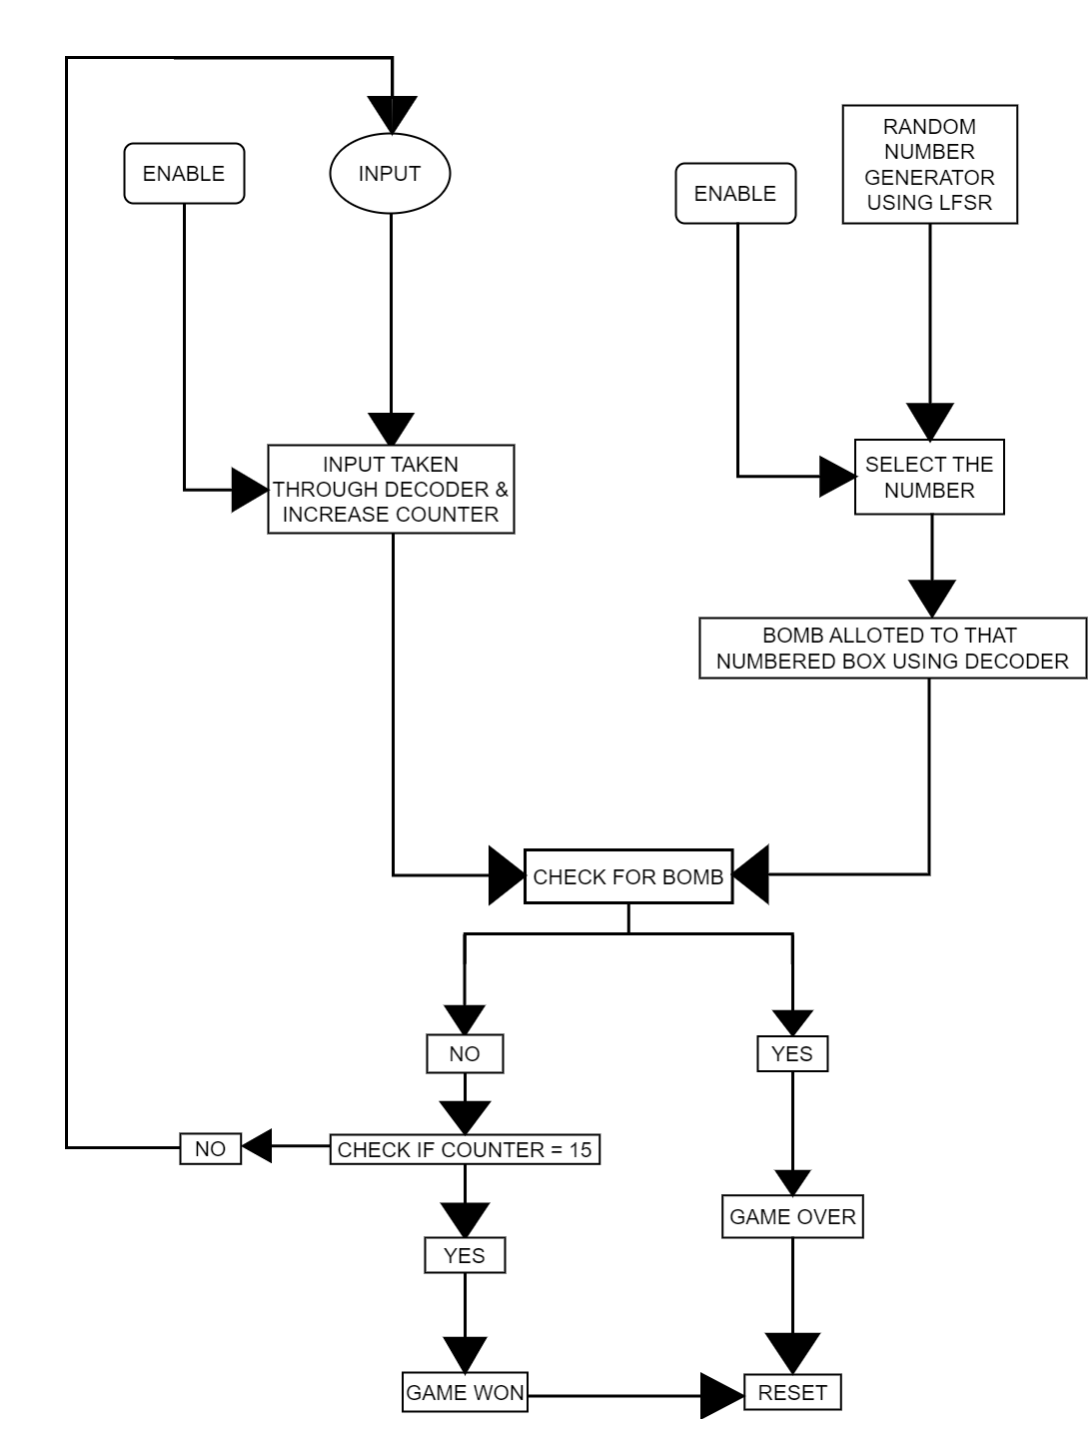 ENABLE
INPUT
ENABLE
RANDOM
NUMBER
GENERATOR
USING LFSR
INPUT TAKEN
THROUGH DECODER &
INCREASE COUNTER
SELECT THE
NUMBER
BOMB ALLOTED TO THAT
NUMBERED BOX USING DECODER
CHECK FOR BOMB
NO
YES
NO
CHECK IF COUNTER = 15
YES
GAME OVER
GAME WON
RESET